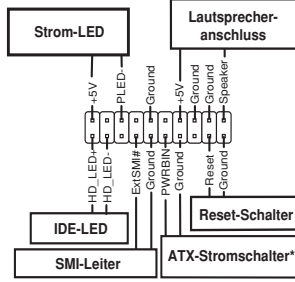 Strom-LED
Lautsprecher-
anschluss
+5V
PLED-
Ground
+5V
Ground
Ground
Speaker
HD_LED+
HD_LED-
ExtSMI#
Ground
PWRBIN
Ground
Reset
Ground
IDE-LED
Reset-Schalter
SMI-Leiter
ATX-Stromschalter*